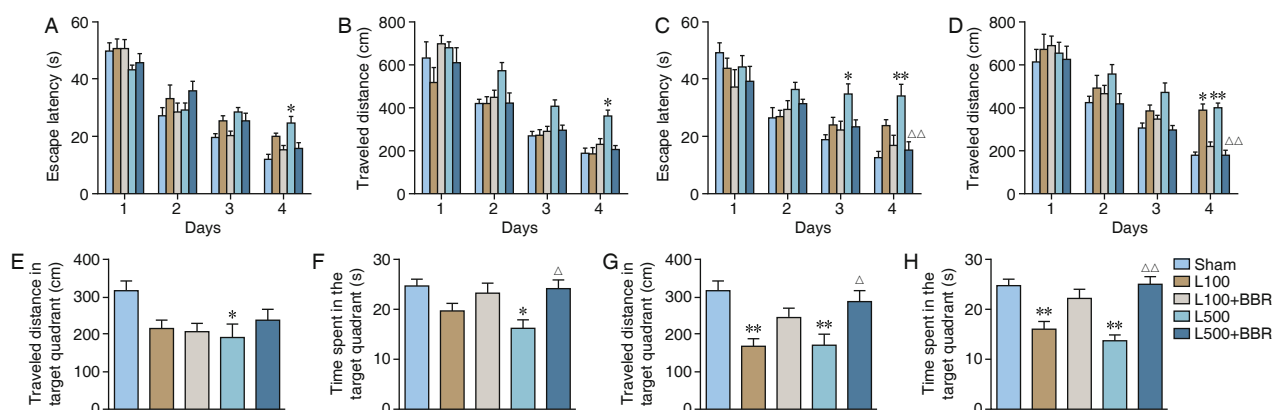 A
Escape latency (s)
60
40
20
0
1 2 3 4
Days
*
B
Traveled distance (cm)
800
600
400
200
0
1 2 3 4
Days
*
C
Escape latency (s)
60
40
20
0
1 2 3 4
Days
*
**
△△
D
Traveled distance (cm)
800
600
400
200
0
1 2 3 4
Days
* **
△△
E
Traveled distance in
target quadrant (cm)
400
300
200
100
0
*
F
Time spent in the
target quadrant (s)
30
20
10
0
*
△
G
Traveled distance in
target quadrant (cm)
400
300
200
100
0
**
**
△
H
Time spent in the
target quadrant (s)
30
20
10
0
**
**
△△
Sham
L100
L100+BBR
L500
L500+BBR